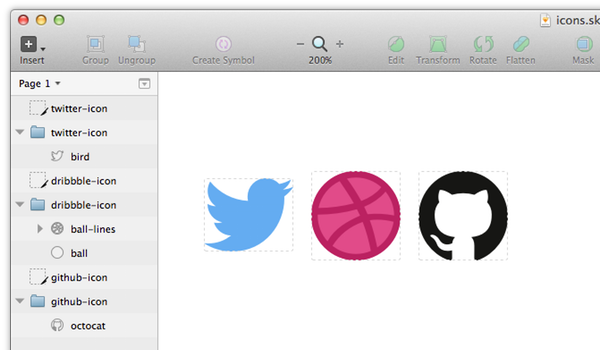 icons.sk
Insert
Group
Ungroup
Create Symbol
200%
Edit
Transform
Rotate
Flatten
Mask
Page 1
twitter-icon
twitter-icon
bird
dribbble-icon
dribbble-icon
ball-lines
ball
github-icon
github-icon
octocat